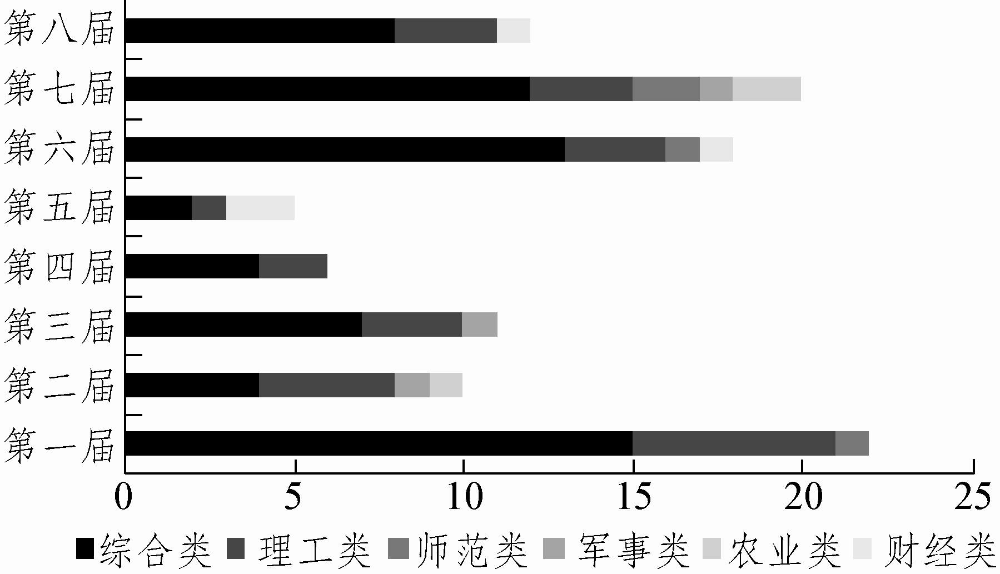 第八届
第七届
第六届
第五届
第四届
第三届
第二届
第一届
0 5 10 15 20 25
综合类 理工类 师范类 军事类 农业类 财经类